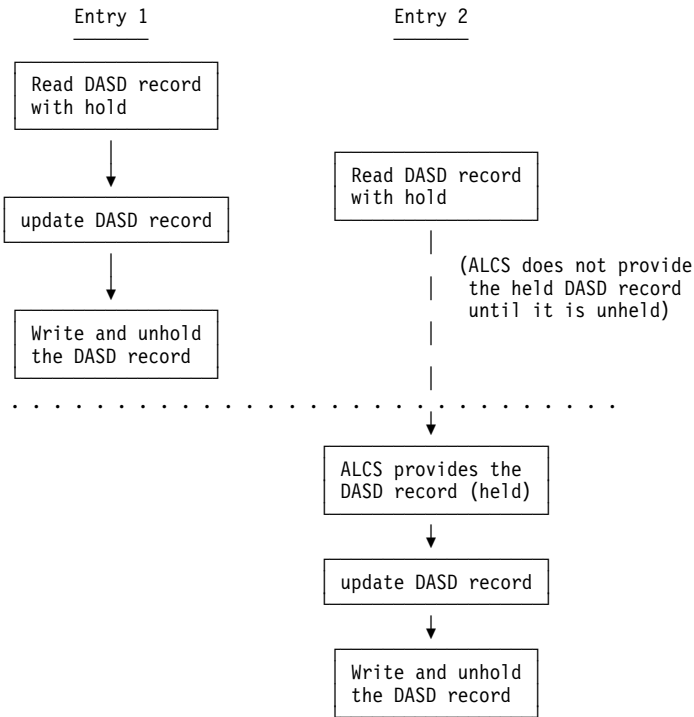 Entry 1
Entry 2
Read DASD record
with hold
Read DASD record
with hold
update DASD record
(ALCS does not provide
the held DASD record
until it is unheld)
Write and unhold
the DASD record
ALCS provides the
DASD record (held)
update DASD record
Write and unhold
the DASD record